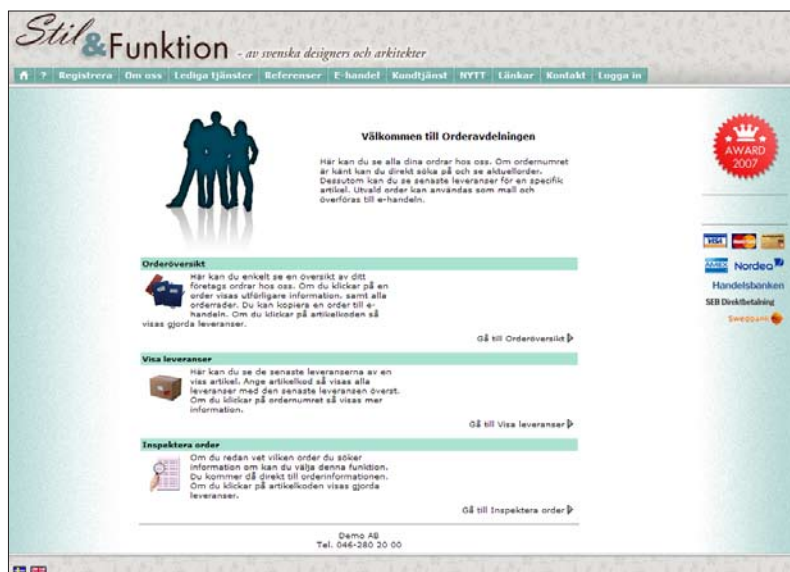 Stil&Funktion - av svenska designers och arkitekter
? Registrera Om oss Lediga tjänster Referenser E-handel Kundtjänst NYTT Länkar Kontakt Logga in
Välkommen till Orderavdelningen
Här kan du se alla dina ordrar hos oss. Om ordernumret
är känt kan du direkt söka på och se aktuellorder.
Dessutom kan du se senaste leveranser för en specifik
artikel. Utvald order kan användas som mall och
överföras till e-handeln.
AWARD
2007
VISA
MasterCard
AMEX Nordea
Handelsbanken
SEB Direktbetalning
Swedbank
Orderöversikt
Här kan du enkelt se en översikt av ditt
företags ordrar hos oss. Om du klickar på en
order visas utförligare information, samt alla
orderrader. Du kan kopiera en order till e-
handeln. Om du klickar på artikelkoden så
visas gjorda leveranser.
Gå till Orderöversikt
Visa leveranser
Här kan du se de senaste leveranserna av en
viss artikel. Ange artikelkod så visas alla
leveranser med den senaste leveransen överst.
Om du klickar på ordernumret så visas mer
information.
Gå till Visa leveranser
Inspektera order
Om du redan vet vilken order du söker
information om kan du välja denna funktion.
Du kommer då direkt till orderinformationen.
Om du klickar på artikelkoden visas gjorda
leveranser.
Gå till Inspektera order
Demo AB
Tel. 046-280 20 00